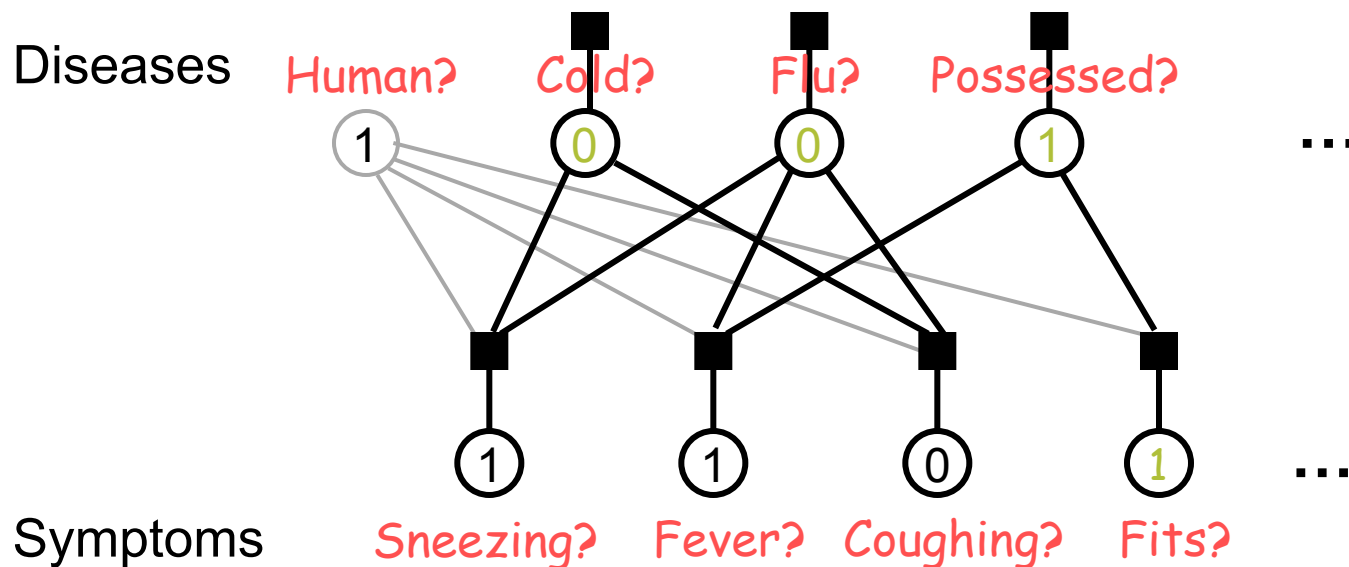 Diseases Human? Cold? Flu? Possessed?
1 0 0 1 ...
1 1 0 1 ...
Symptoms Sneezing? Fever? Coughing? Fits?